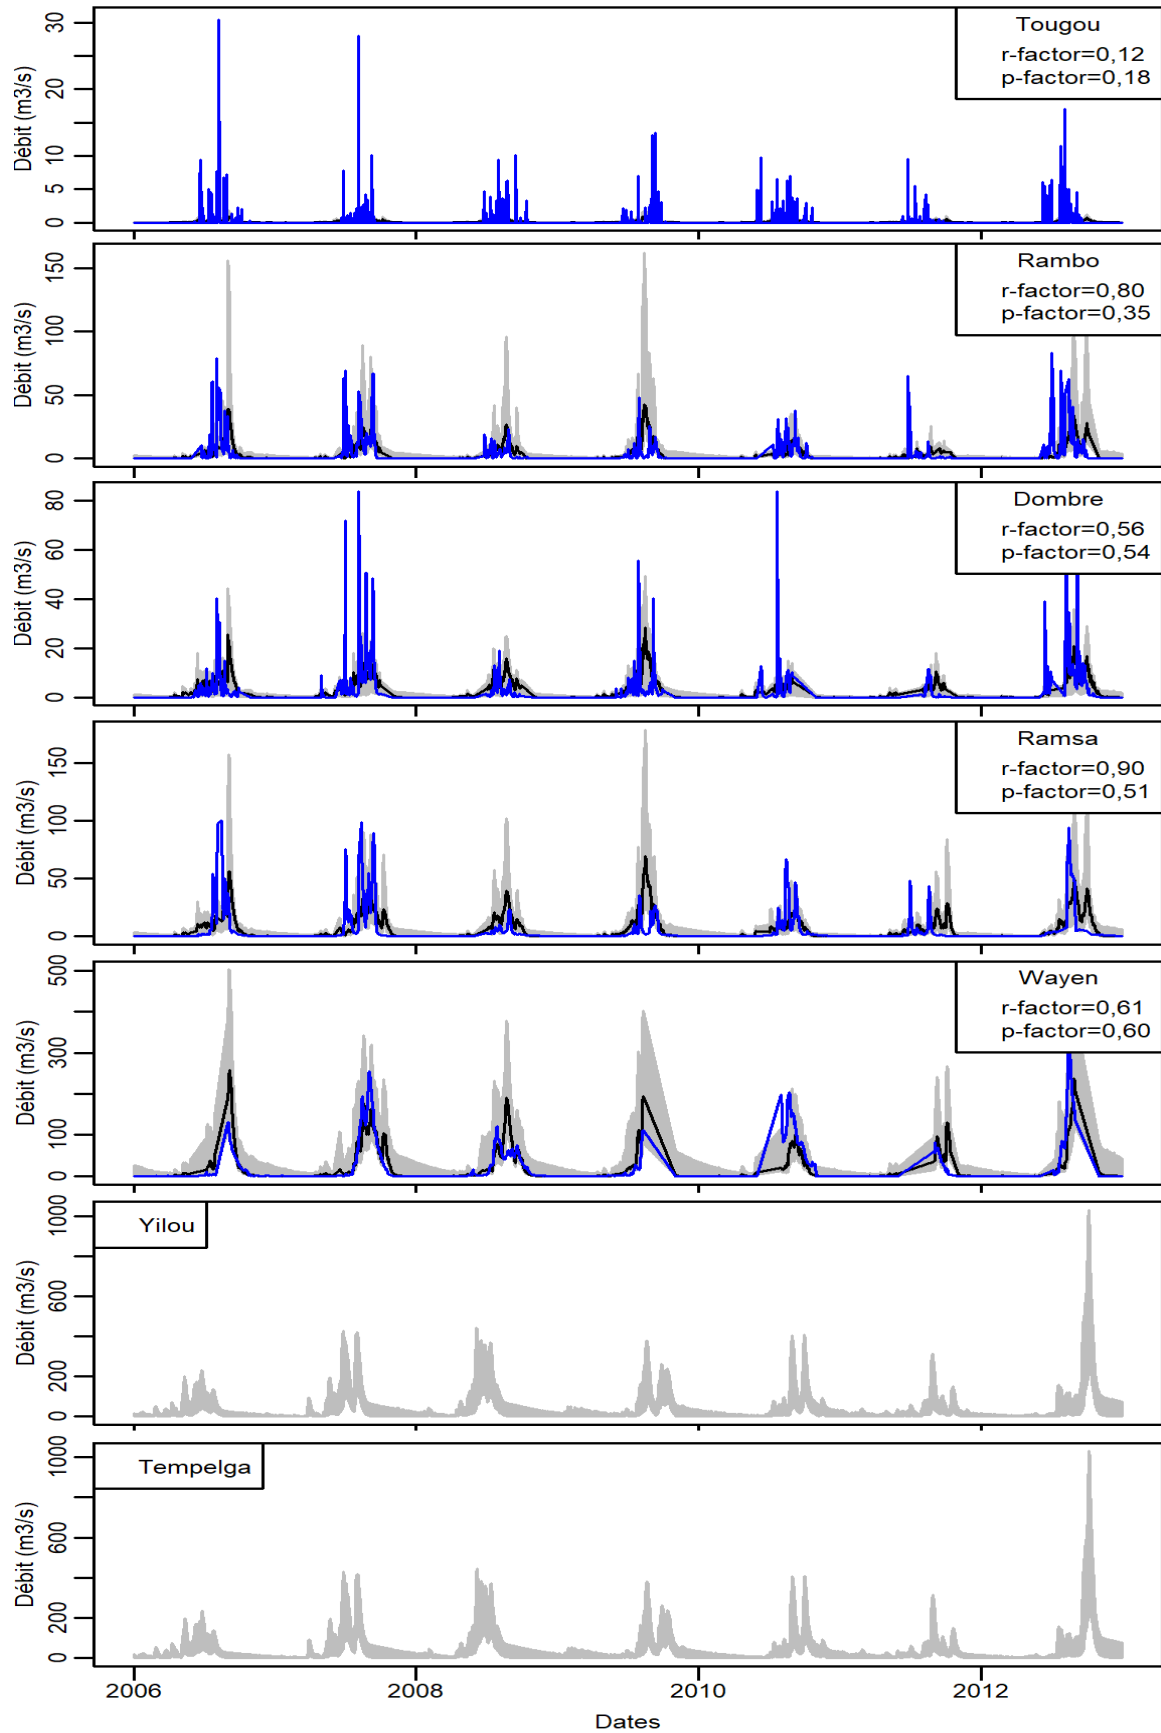 Débit (m3/s)
30
20
10
5
0
Tougou
r-factor=0,12
p-factor=0,18
Débit (m3/s)
150
100
50
0
Rambo
r-factor=0,80
p-factor=0,35
Débit (m3/s)
80
60
40
20
0
Dombre
r-factor=0,56
p-factor=0,54
Débit (m3/s)
150
100
50
0
Ramsa
r-factor=0,90
p-factor=0,51
Débit (m3/s)
500
300
100
0
Wayen
r-factor=0,61
p-factor=0,60
Débit (m3/s)
1000
600
200
0
Yilou
Débit (m3/s)
1000
600
200
0
Tempelga
2006
2008
2010
2012
Dates